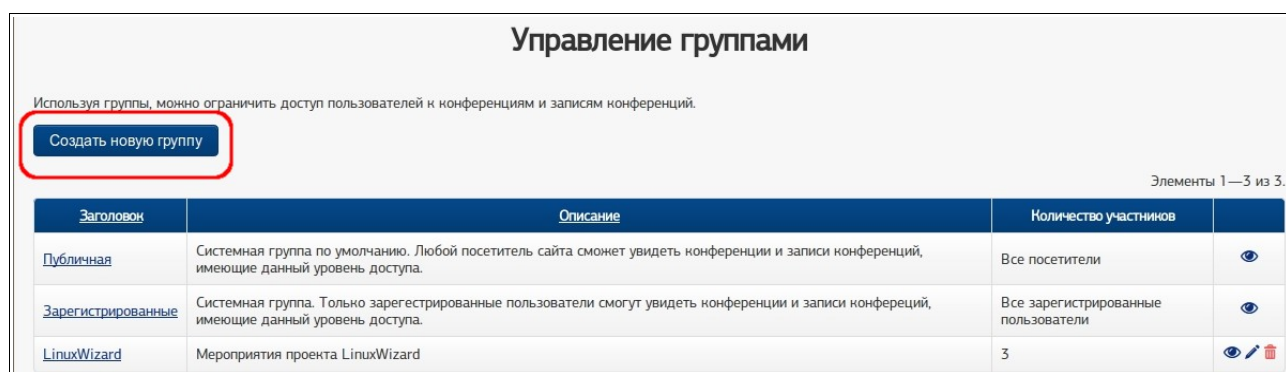 Управление группами
Используя группы, можно ограничить доступ пользователей к конференциям и записям конференций.
Создать новую группу
Элементы 1—3 из 3.
Заголовок Описание Количество участников
Публичная Системная группа по умолчанию. Любой посетитель сайта сможет увидеть конференции и записи конференций, Все посетители
имеющие данный уровень доступа.
Зарегистрированные Системная группа. Только зарегестрированные пользователи смогут увидеть конференции и записи конфереций, Все зарегистрированные
имеющие данный уровень доступа. пользователи
LinuxWizard Мероприятия проекта LinuxWizard 3